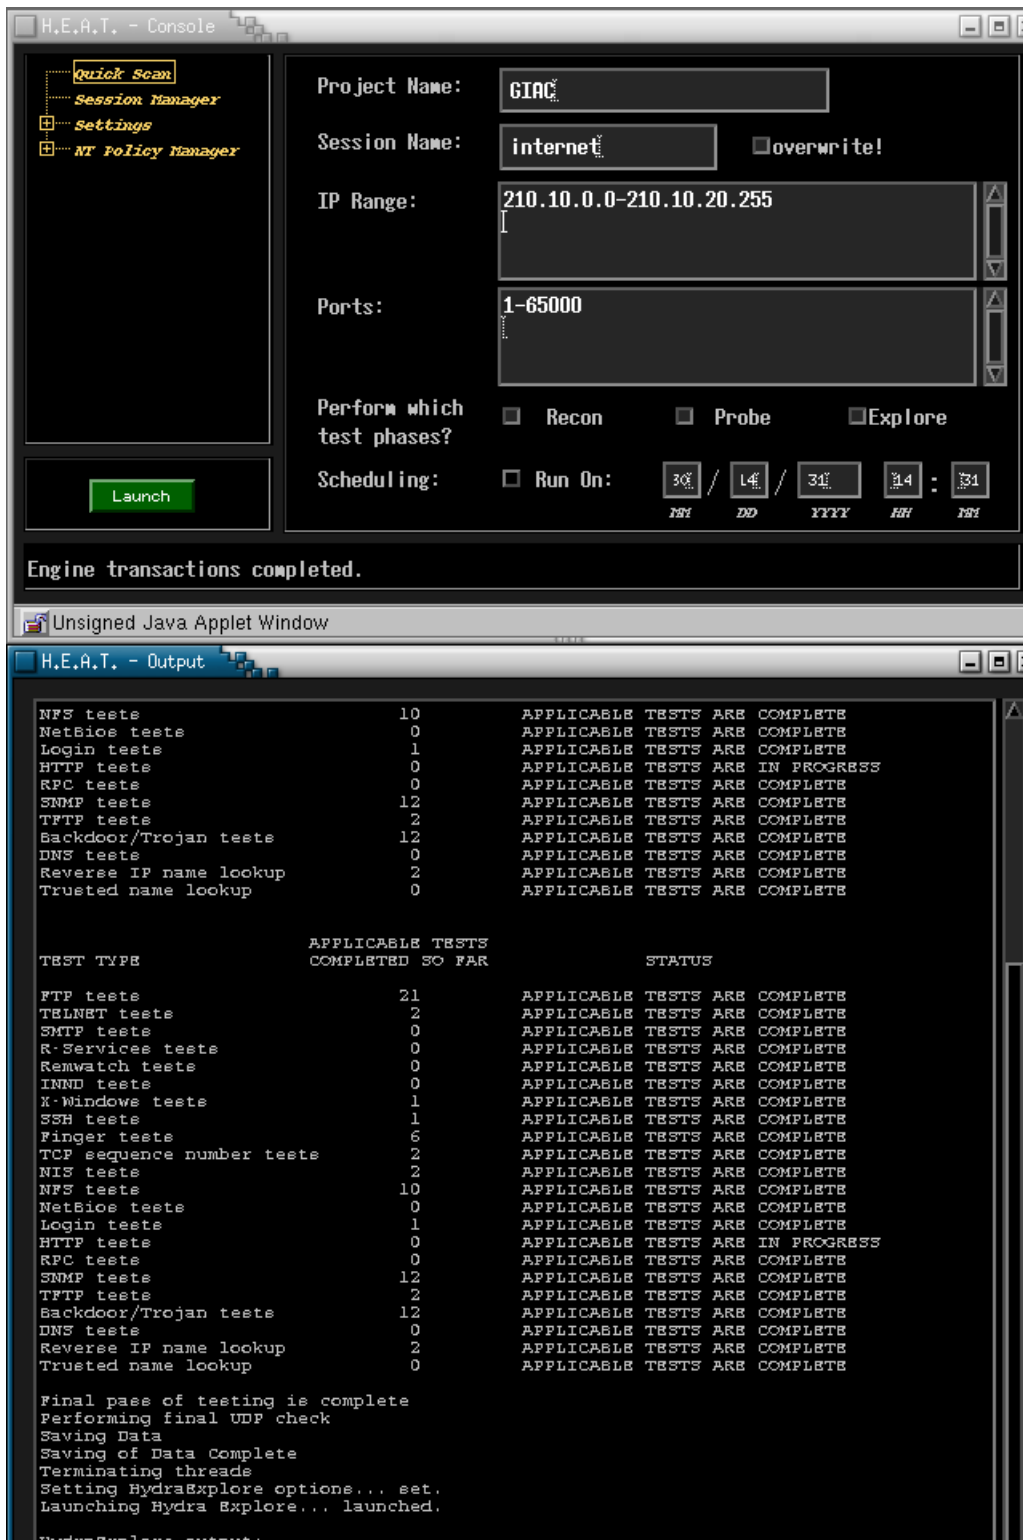 H.E.A.T. - Console
Quick Scan
Session Manager
Settings
NT Policy Manager
Launch
Project Name: GIAC
Session Name: internet overwrite!
IP Range: 210.10.0.0-210.10.20.255
Ports: 1-65000
Perform which test phases? Recon Probe Explore
Scheduling: Run On: 30 / 14 / 31 14 : 31
MM DD YYYY HH MM
Engine transactions completed.
Unsigned Java Applet Window
H.E.A.T. - Output
NFS tests 10 APPLICABLE TESTS ARE COMPLETE
NetBios tests 0 APPLICABLE TESTS ARE COMPLETE
Login tests 1 APPLICABLE TESTS ARE COMPLETE
HTTP tests 0 APPLICABLE TESTS ARE IN PROGRESS
RPC tests 0 APPLICABLE TESTS ARE COMPLETE
SNMP tests 12 APPLICABLE TESTS ARE COMPLETE
TFTP tests 2 APPLICABLE TESTS ARE COMPLETE
Backdoor/Trojan tests 12 APPLICABLE TESTS ARE COMPLETE
DNS tests 0 APPLICABLE TESTS ARE COMPLETE
Reverse IP name lookup 2 APPLICABLE TESTS ARE COMPLETE
Trusted name lookup 0 APPLICABLE TESTS ARE COMPLETE
APPLICABLE TESTS
TEST TYPE COMPLETED SO FAR STATUS
FTP tests 21 APPLICABLE TESTS ARE COMPLETE
TELNET tests 2 APPLICABLE TESTS ARE COMPLETE
SMTP tests 0 APPLICABLE TESTS ARE COMPLETE
R-Services tests 0 APPLICABLE TESTS ARE COMPLETE
Remwatch tests 0 APPLICABLE TESTS ARE COMPLETE
INND tests 0 APPLICABLE TESTS ARE COMPLETE
X-Windows tests 1 APPLICABLE TESTS ARE COMPLETE
SSH tests 1 APPLICABLE TESTS ARE COMPLETE
Finger tests 6 APPLICABLE TESTS ARE COMPLETE
TCP sequence number tests 2 APPLICABLE TESTS ARE COMPLETE
NIS tests 2 APPLICABLE TESTS ARE COMPLETE
NFS tests 10 APPLICABLE TESTS ARE COMPLETE
NetBios tests 0 APPLICABLE TESTS ARE COMPLETE
Login tests 1 APPLICABLE TESTS ARE COMPLETE
HTTP tests 0 APPLICABLE TESTS ARE IN PROGRESS
RPC tests 0 APPLICABLE TESTS ARE COMPLETE
SNMP tests 12 APPLICABLE TESTS ARE COMPLETE
TFTP tests 2 APPLICABLE TESTS ARE COMPLETE
Backdoor/Trojan tests 12 APPLICABLE TESTS ARE COMPLETE
DNS tests 0 APPLICABLE TESTS ARE COMPLETE
Reverse IP name lookup 2 APPLICABLE TESTS ARE COMPLETE
Trusted name lookup 0 APPLICABLE TESTS ARE COMPLETE
Final pass of testing is complete
Performing final UDP check
Saving Data
Saving of Data Complete
Terminating threads
Setting HydraExplore options... set.
Launching Hydra Explore... launched.
HydraExplore output: